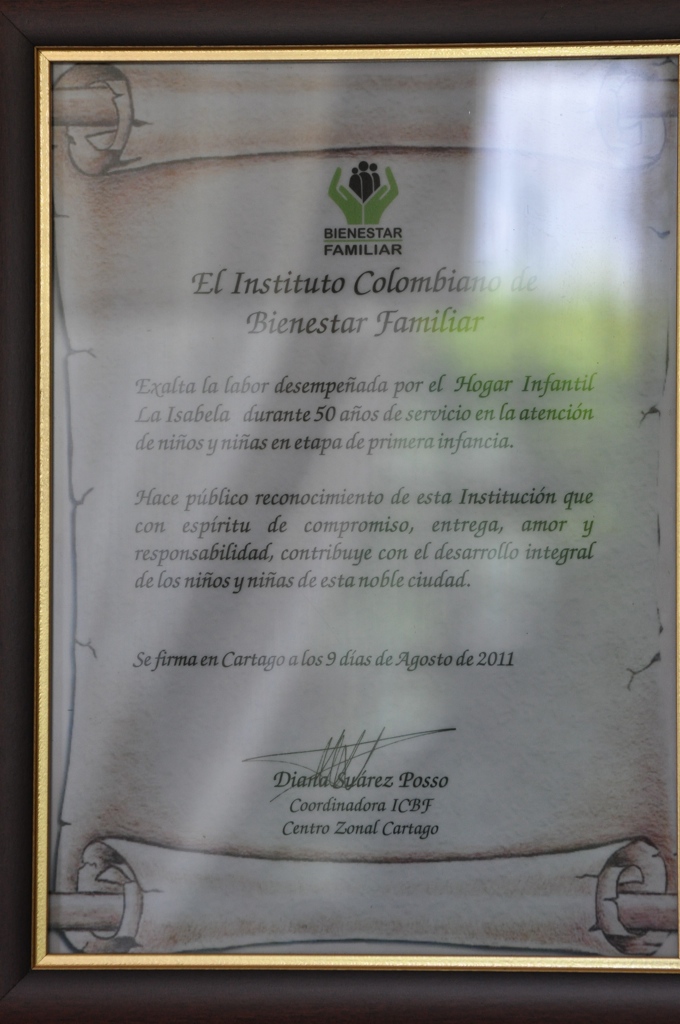 BIENESTAR
FAMILIAR
El Instituto Colombiano de
Bienestar Familiar
Exalta la labor desempeñada por el Hogar Infantil
La Isabela durante 50 años de servicio en la atención
de niños y niñas en etapa de primera infancia.
Hace público reconocimiento de esta Institución que
con espíritu de compromiso, entrega, amor y
responsabilidad, contribuye con el desarrollo integral
de los niños y niñas de esta noble ciudad.
Se firma en Cartago a los 9 días de Agosto de 2011
Diana Suárez Posso
Coordinadora ICBF
Centro Zonal Cartago